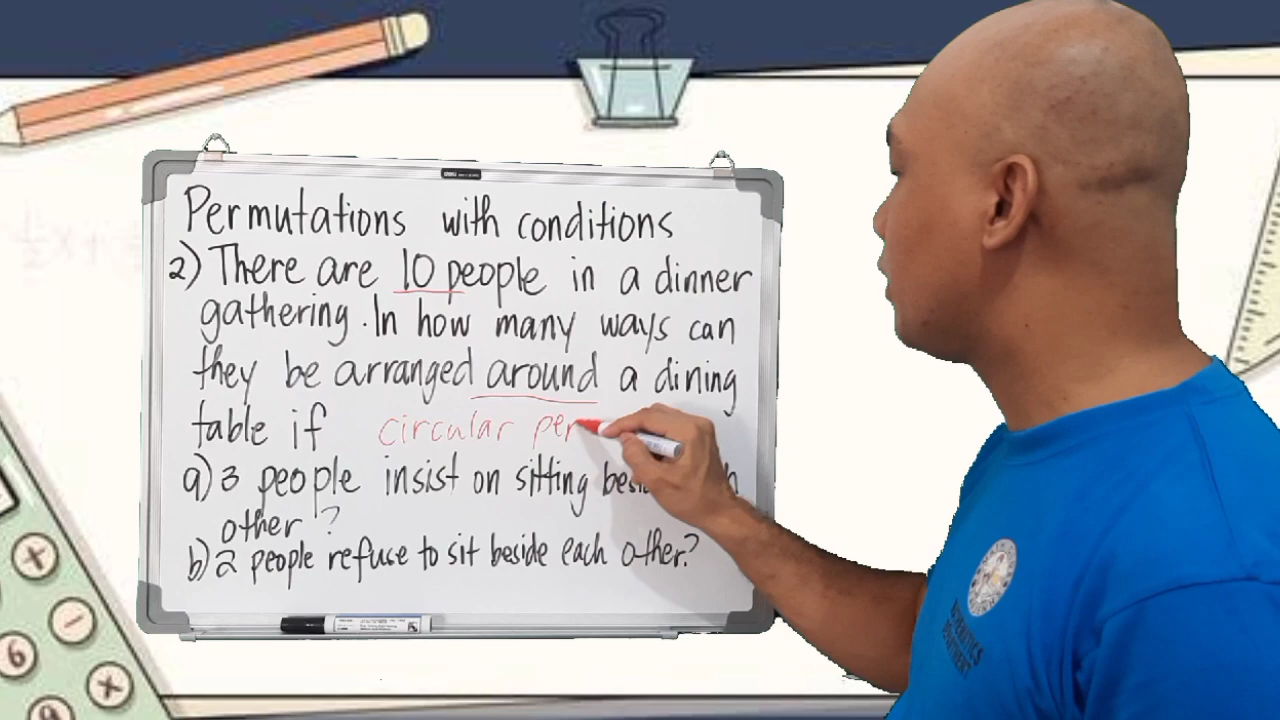 Permutations with conditions
2) There are 10 people in a dinner
gathering. In how many ways can
they be arranged around a dining
table if circular per
a) 3 people insist on sitting
other?
b) 2 people refuse to sit beside each other?
6